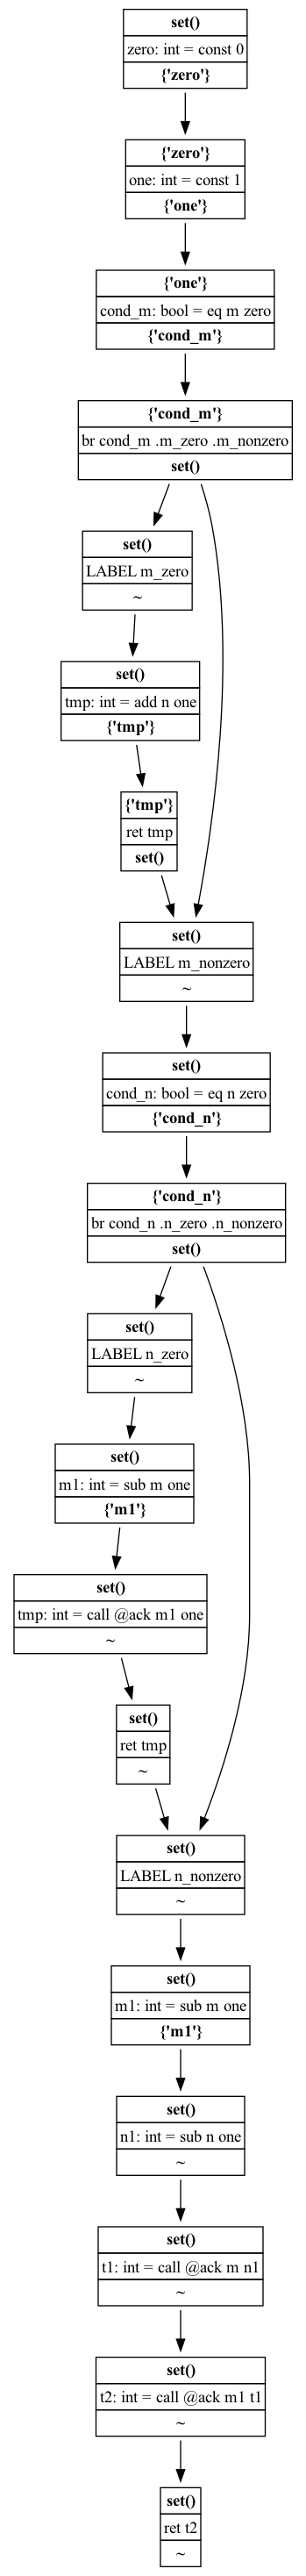 set()
zero: int = const 0
{'zero'}
{'zero'}
one: int = const 1
{'one'}
{'one'}
cond_m: bool = eq m zero
{'cond_m'}
{'cond_m'}
br cond_m .m_zero .m_nonzero
set()
set()
LABEL m_zero
~
set()
tmp: int = add n one
{'tmp'}
{'tmp'}
ret tmp
set()
set()
LABEL m_nonzero
~
set()
cond_n: bool = eq n zero
{'cond_n'}
{'cond_n'}
br cond_n .n_zero .n_nonzero
set()
set()
LABEL n_zero
~
set()
m1: int = sub m one
{'m1'}
set()
tmp: int = call @ack m1 one
~
set()
ret tmp
~
set()
LABEL n_nonzero
~
set()
m1: int = sub m one
{'m1'}
set()
n1: int = sub n one
~
set()
t1: int = call @ack m n1
~
set()
t2: int = call @ack m1 t1
~
set()
ret t2
~